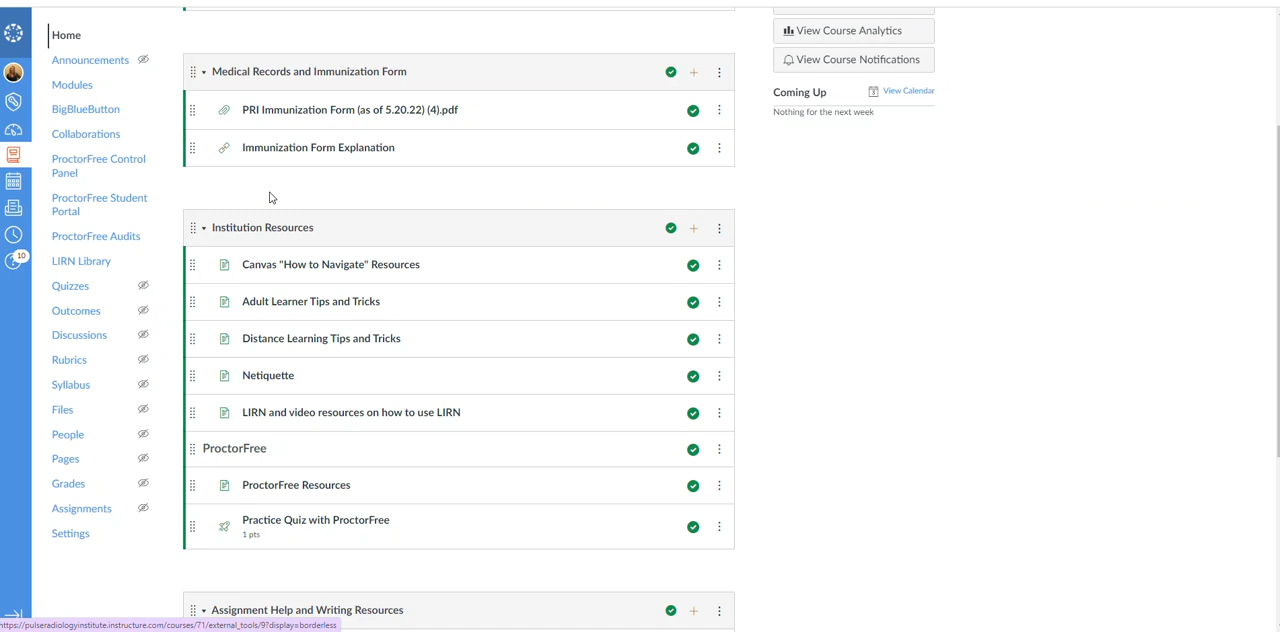 Home
Announcements
Modules
BigBlueButton
Collaborations
ProctorFree Control
Panel
ProctorFree Student
Portal
ProctorFree Audits
LIRN Library
Quizzes
Outcomes
Discussions
Rubrics
Syllabus
Files
People
Pages
Grades
Assignments
Settings
10
Medical Records and Immunization Form
PRI Immunization Form (as of 5.20.22) (4).pdf
Immunization Form Explanation
Institution Resources
Canvas "How to Navigate" Resources
Adult Learner Tips and Tricks
Distance Learning Tips and Tricks
Netiquette
LIRN and video resources on how to use LIRN
ProctorFree
ProctorFree Resources
Practice Quiz with ProctorFree
1 pts
Assignment Help and Writing Resources
View Course Analytics
View Course Notifications
Coming Up
View Calendar
Nothing for the next week
https://pulseradiologyinstitute.instructure.com/courses/71/external_tools/9?display=borderless